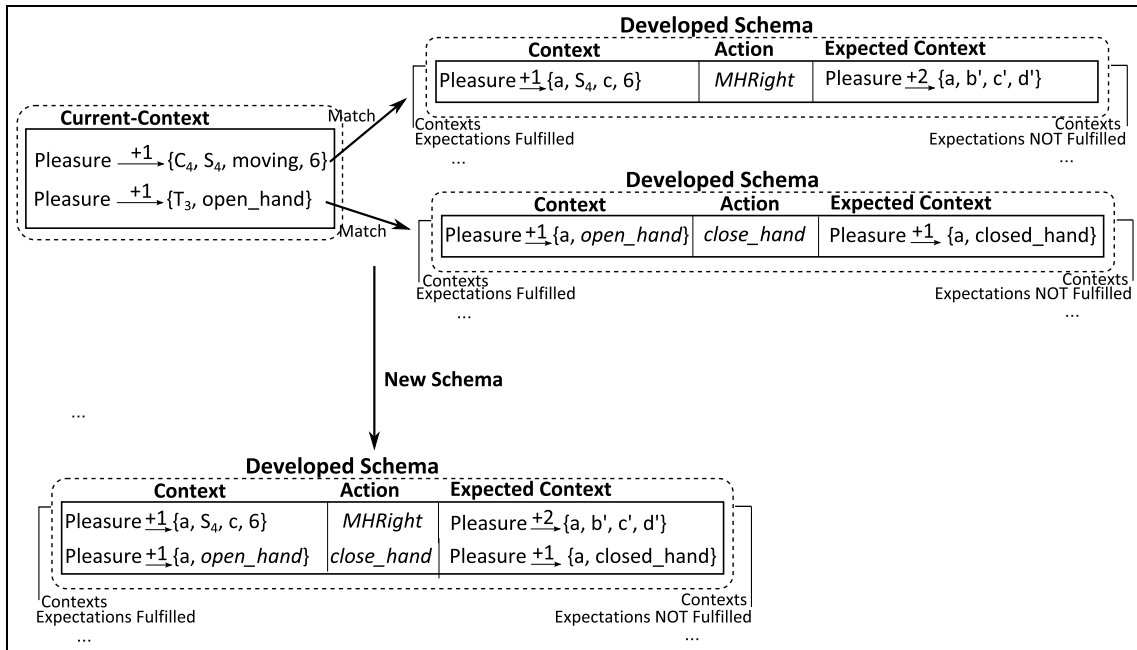 Developed Schema
Context Action Expected Context
Pleasure +1 {a, S4, c, 6} MHRight Pleasure +2 {a, b', c', d'}
Contexts
Expectations Fulfilled
...
Contexts
Expectations NOT Fulfilled
...
Match
Current-Context
Pleasure +1 {C4, S4, moving, 6}
Pleasure +1 {T3, open_hand}
Match
Developed Schema
Context Action Expected Context
Pleasure +1 {a, open_hand} close_hand Pleasure +1 {a, closed_hand}
Contexts
Expectations Fulfilled
...
Contexts
Expectations NOT Fulfilled
...
New Schema
...
Developed Schema
Context Action Expected Context
Pleasure +1 {a, S4, c, 6} MHRight Pleasure +2 {a, b', c', d'}
Pleasure +1 {a, open_hand} close_hand Pleasure +1 {a, closed_hand}
Contexts
Expectations Fulfilled
...
Contexts
Expectations NOT Fulfilled
...